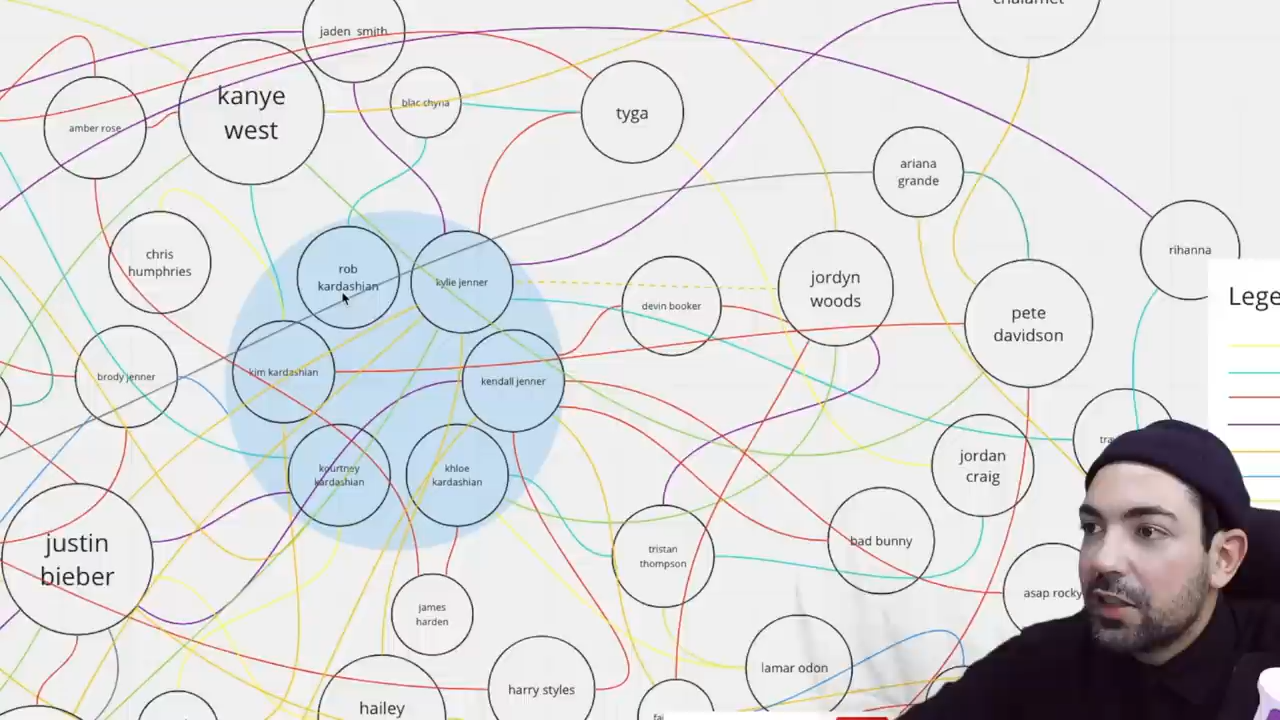 chalamet
jaden smith
kanye
west
blac chyna
tyga
amber rose
ariana
grande
chris
humphries
rihanna
rob
kardashian
kylie jenner
jordyn
woods
devin booker
pete
davidson
Lege
kim kardashian
brody jenner
kendall jenner
jordan
craig
kourtney
kardashian
khloe
kardashian
justin
bieber
bad bunny
tristan
thompson
asap rocky
james
harden
lamar odon
harry styles
hailey